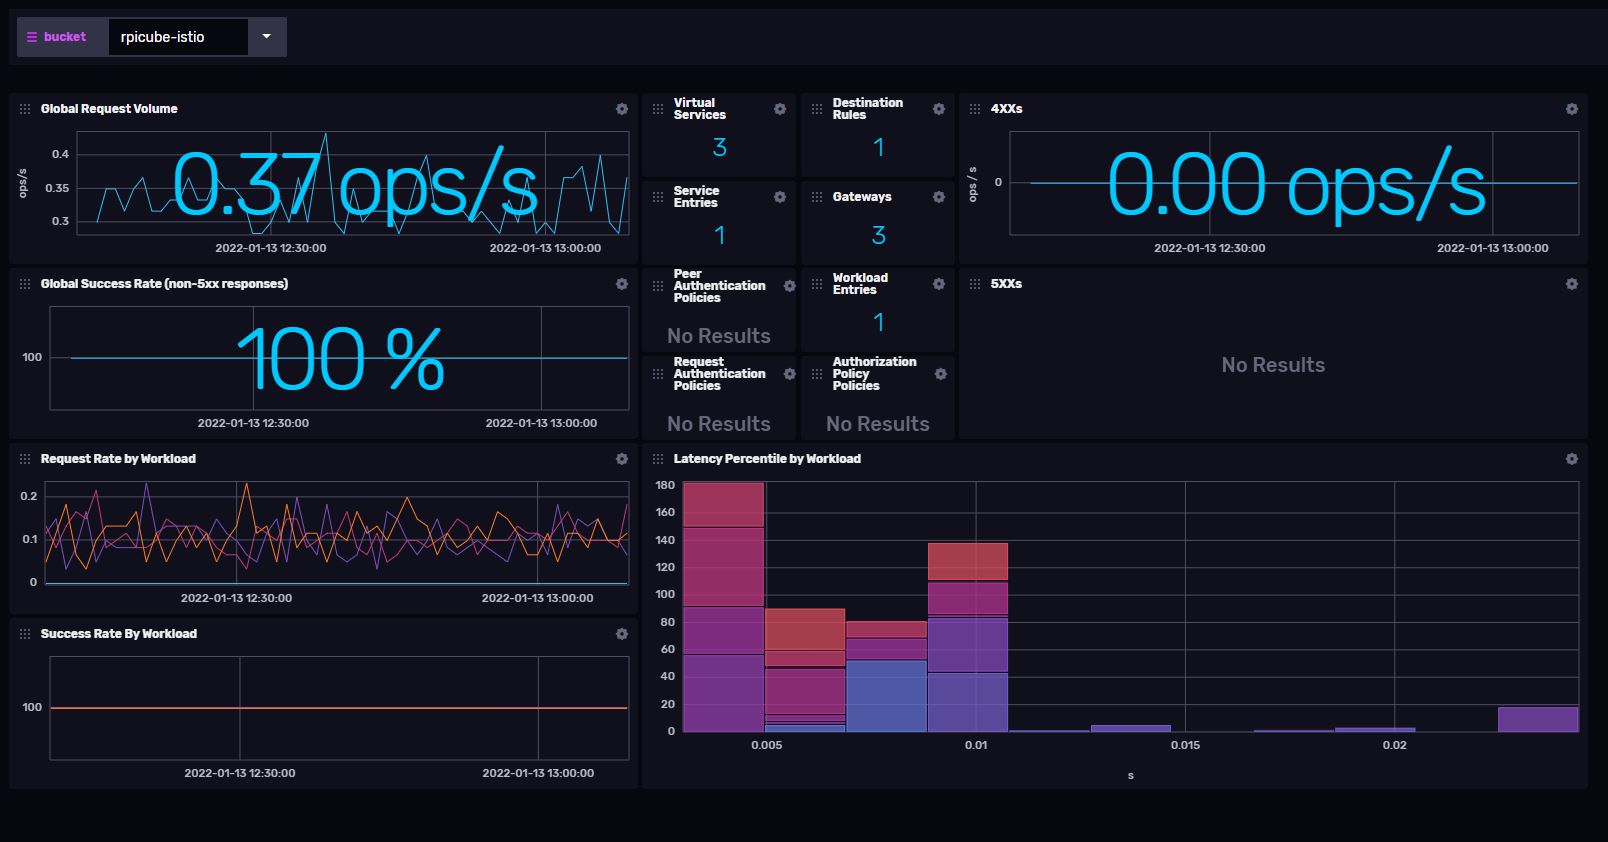 bucket
rpicube-istio
Global Request Volume
ops/s
0.4
0.35
0.3
0.37 ops/s
2022-01-13 12:30:00
2022-01-13 13:00:00
Virtual
Services
3
Destination
Rules
1
4XXs
ops / s
0
0.00 ops/s
2022-01-13 12:30:00
2022-01-13 13:00:00
Service
Entries
1
Gateways
3
Global Success Rate (non-5xx responses)
100
100 %
2022-01-13 12:30:00
2022-01-13 13:00:00
Peer
Authentication
Policies
No Results
Workload
Entries
1
5XXs
No Results
Request
Authentication
Policies
No Results
Authorization
Policy
Policies
No Results
Request Rate by Workload
0.2
0.1
0
2022-01-13 12:30:00
2022-01-13 13:00:00
Latency Percentile by Workload
180
160
140
120
100
80
60
40
20
0
0.005
0.01
0.015
0.02
s
Success Rate By Workload
100
2022-01-13 12:30:00
2022-01-13 13:00:00